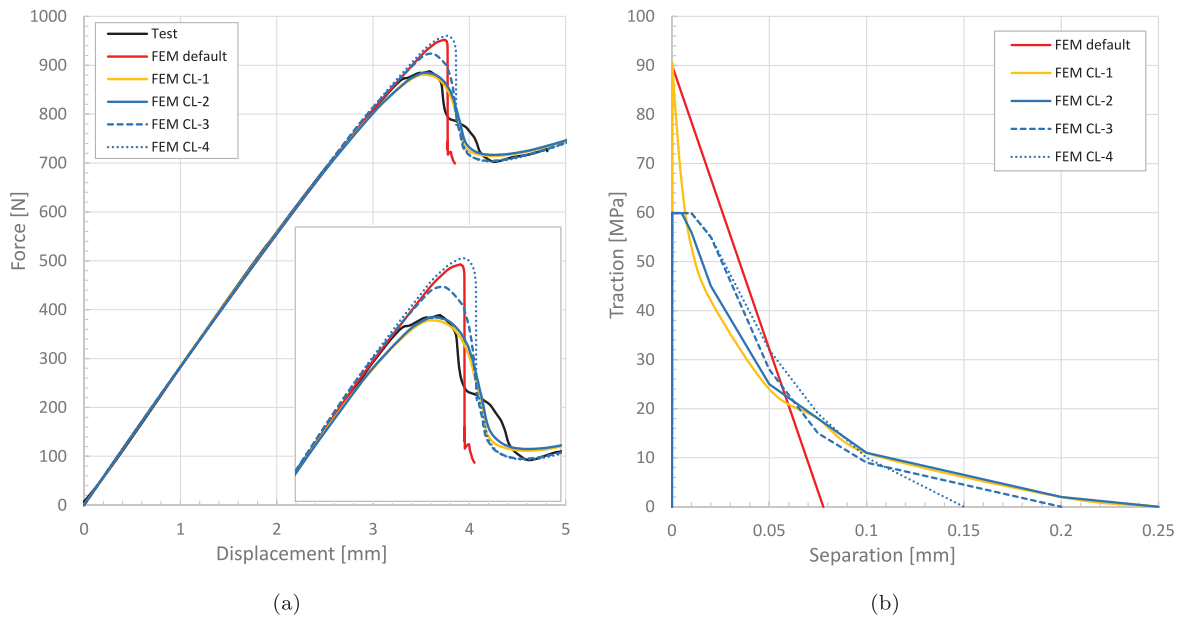 1000
900
800
700
600
500
400
300
200
100
0
Force [N]
Test
FEM default
FEM CL-1
FEM CL-2
FEM CL-3
FEM CL-4
0 1 2 3 4 5
Displacement [mm]
(a)
100
90
80
70
60
50
40
30
20
10
0
Traction [MPa]
FEM default
FEM CL-1
FEM CL-2
FEM CL-3
FEM CL-4
0 0.05 0.1 0.15 0.2 0.25
Separation [mm]
(b)